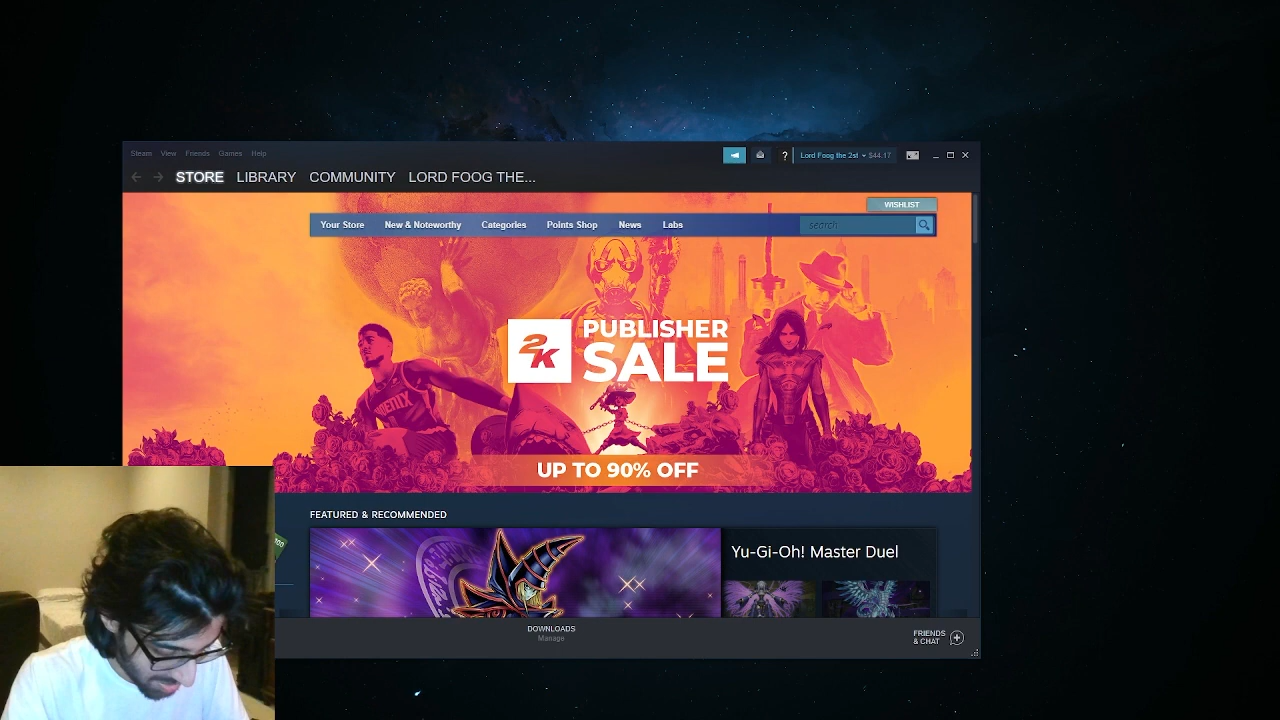 Steam View Friends Games Help
? Lord Foog the 2st $44.17
STORE LIBRARY COMMUNITY LORD FOOG THE...
WISHLIST
Your Store New & Noteworthy Categories Points Shop News Labs search
PHOENIX
2K PUBLISHER
SALE
UP TO 90% OFF
FEATURED & RECOMMENDED
Yu-Gi-Oh! Master Duel
DOWNLOADS
Manage
FRIENDS
& CHAT